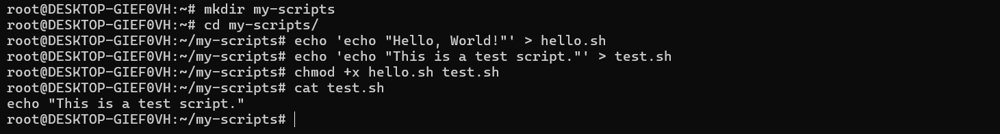 root@DESKTOP-GIEF0VH:~# mkdir my-scripts
root@DESKTOP-GIEF0VH:~# cd my-scripts/
root@DESKTOP-GIEF0VH:~/my-scripts# echo 'echo "Hello, World!"' > hello.sh
root@DESKTOP-GIEF0VH:~/my-scripts# echo 'echo "This is a test script."' > test.sh
root@DESKTOP-GIEF0VH:~/my-scripts# chmod +x hello.sh test.sh
root@DESKTOP-GIEF0VH:~/my-scripts# cat test.sh
echo "This is a test script."
root@DESKTOP-GIEF0VH:~/my-scripts#